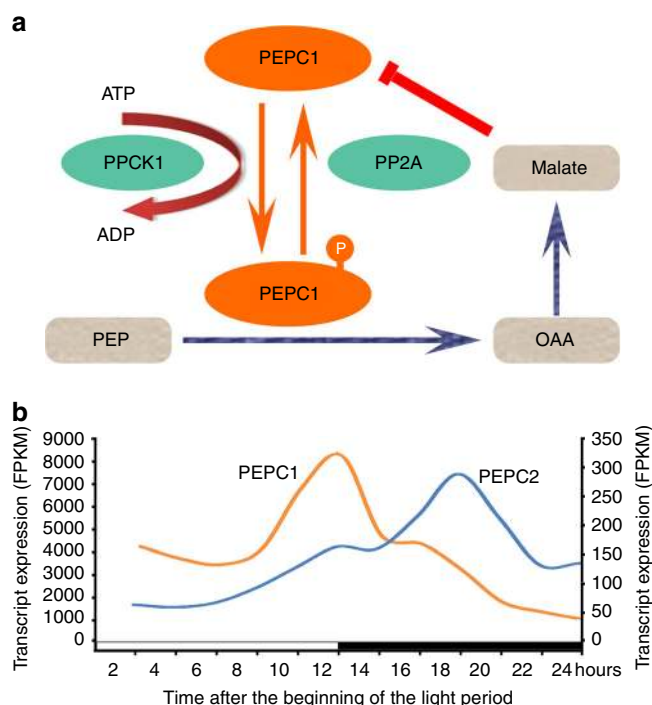 a
PEPC1
ATP
PPCK1
PP2A
Malate
ADP
P
PEPC1
PEP
OAA
b
Transcript expression (FPKM)
9000
8000
7000
6000
5000
4000
3000
2000
1000
0
PEPC1
PEPC2
350
300
250
200
150
100
50
0
Transcript expression (FPKM)
2 4 6 8 10 12 14 16 18 20 22 24 hours
Time after the beginning of the light period